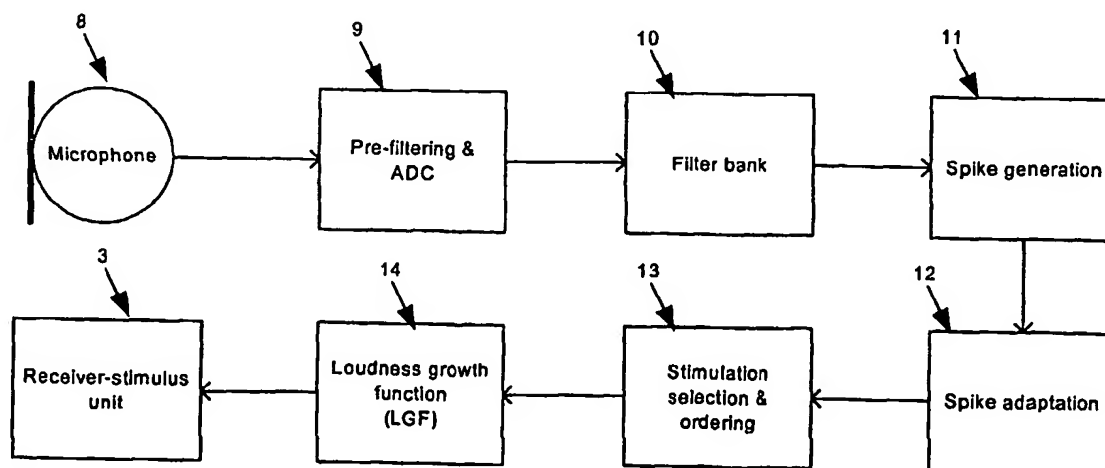 8
9
10
11
Microphone
Pre-filtering &
ADC
Filter bank
Spike generation
3
14
13
12
Receiver-stimulus
unit
Loudness growth
function
(LGF)
Stimulation
selection &
ordering
Spike adaptation